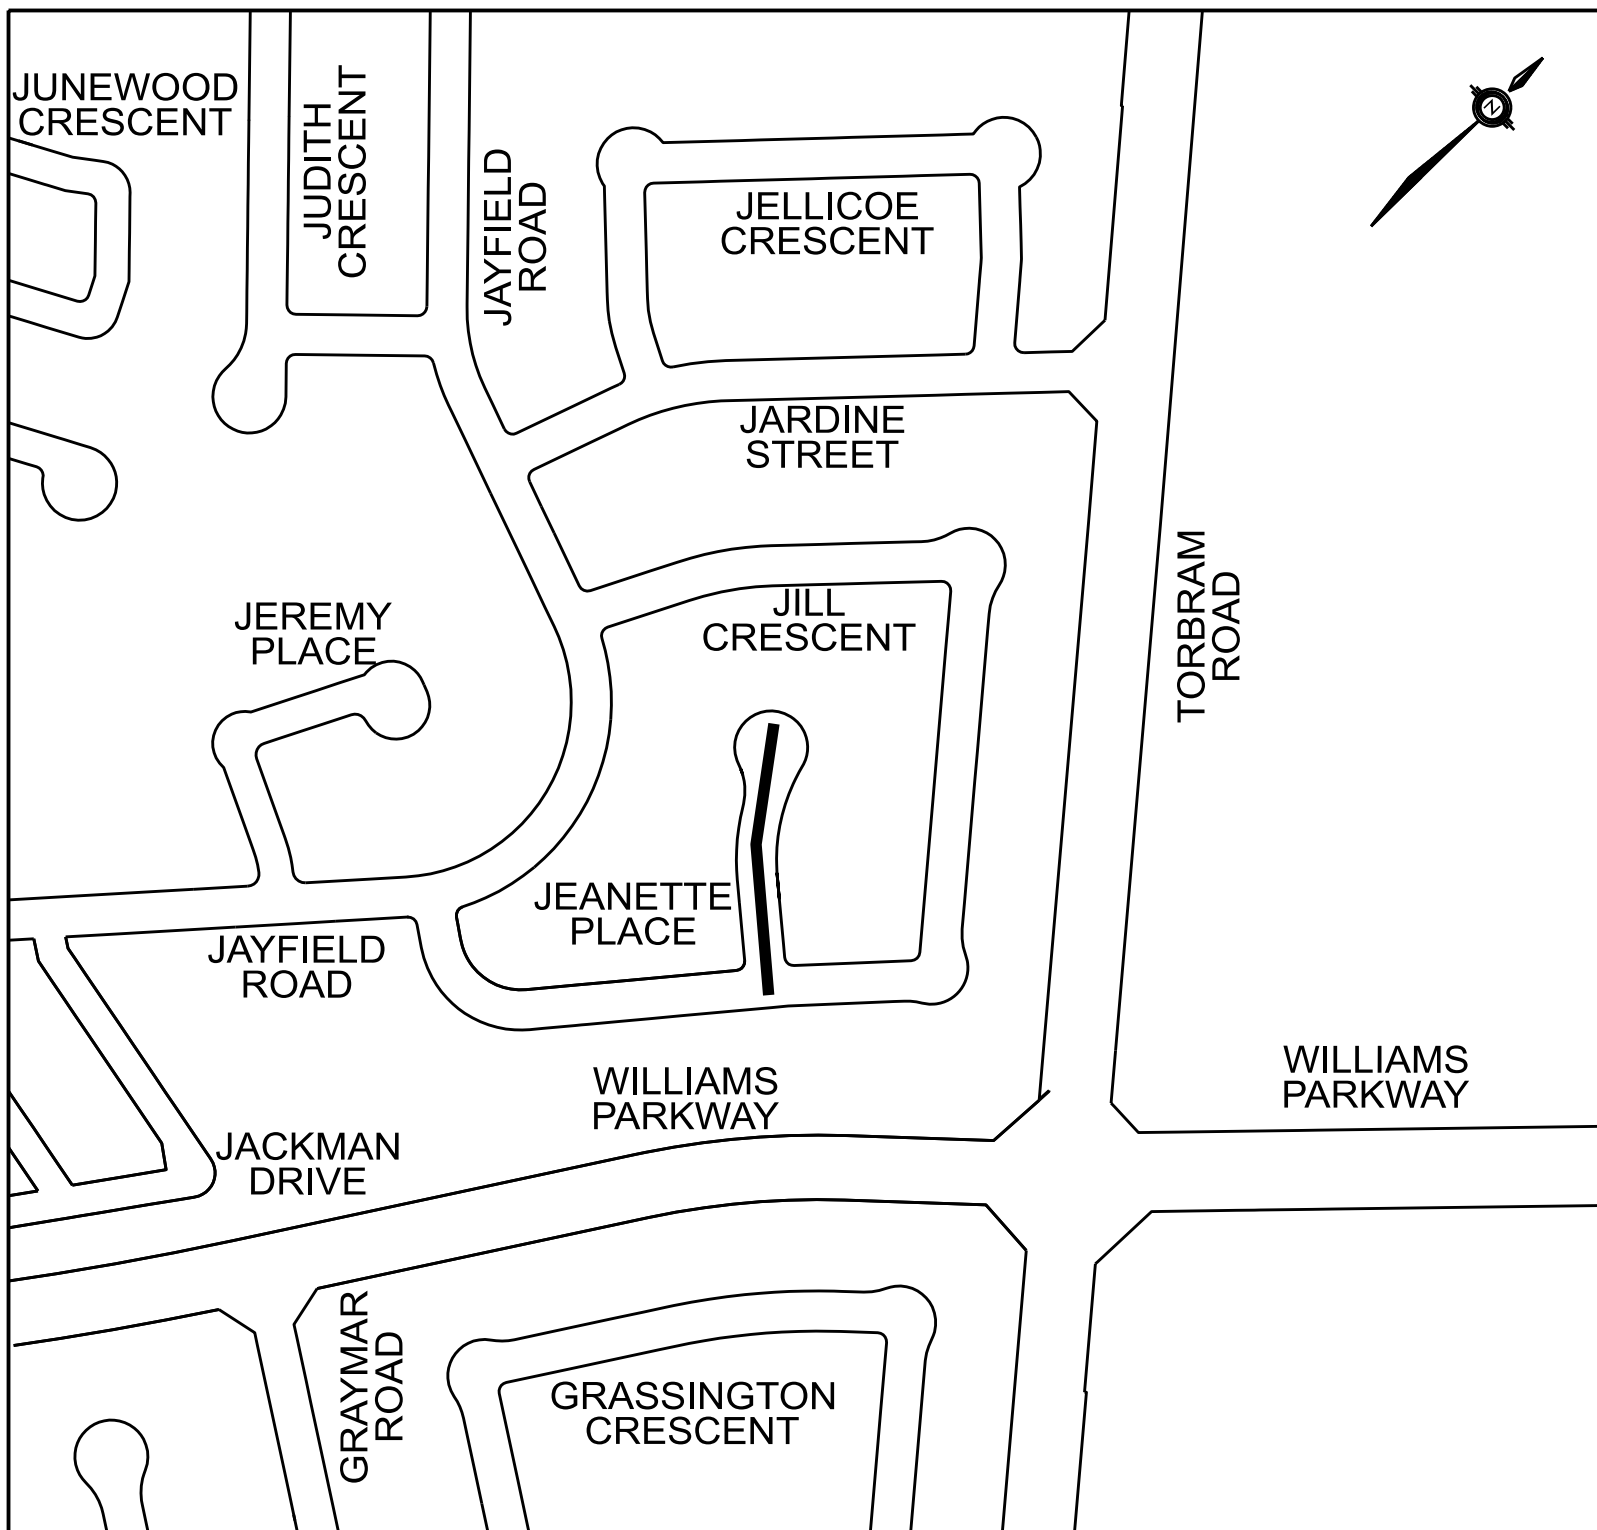 JUNEWOOD
CRESCENT
JUDITH
CRESCENT
JAYFIELD
ROAD
JELLICOE
CRESCENT
N
JARDINE
STREET
TORBRAM
ROAD
JEREMY
PLACE
JILL
CRESCENT
JEANETTE
PLACE
JAYFIELD
ROAD
WILLIAMS
PARKWAY
WILLIAMS
PARKWAY
JACKMAN
DRIVE
GRAYMAR
ROAD
GRASSINGTON
CRESCENT